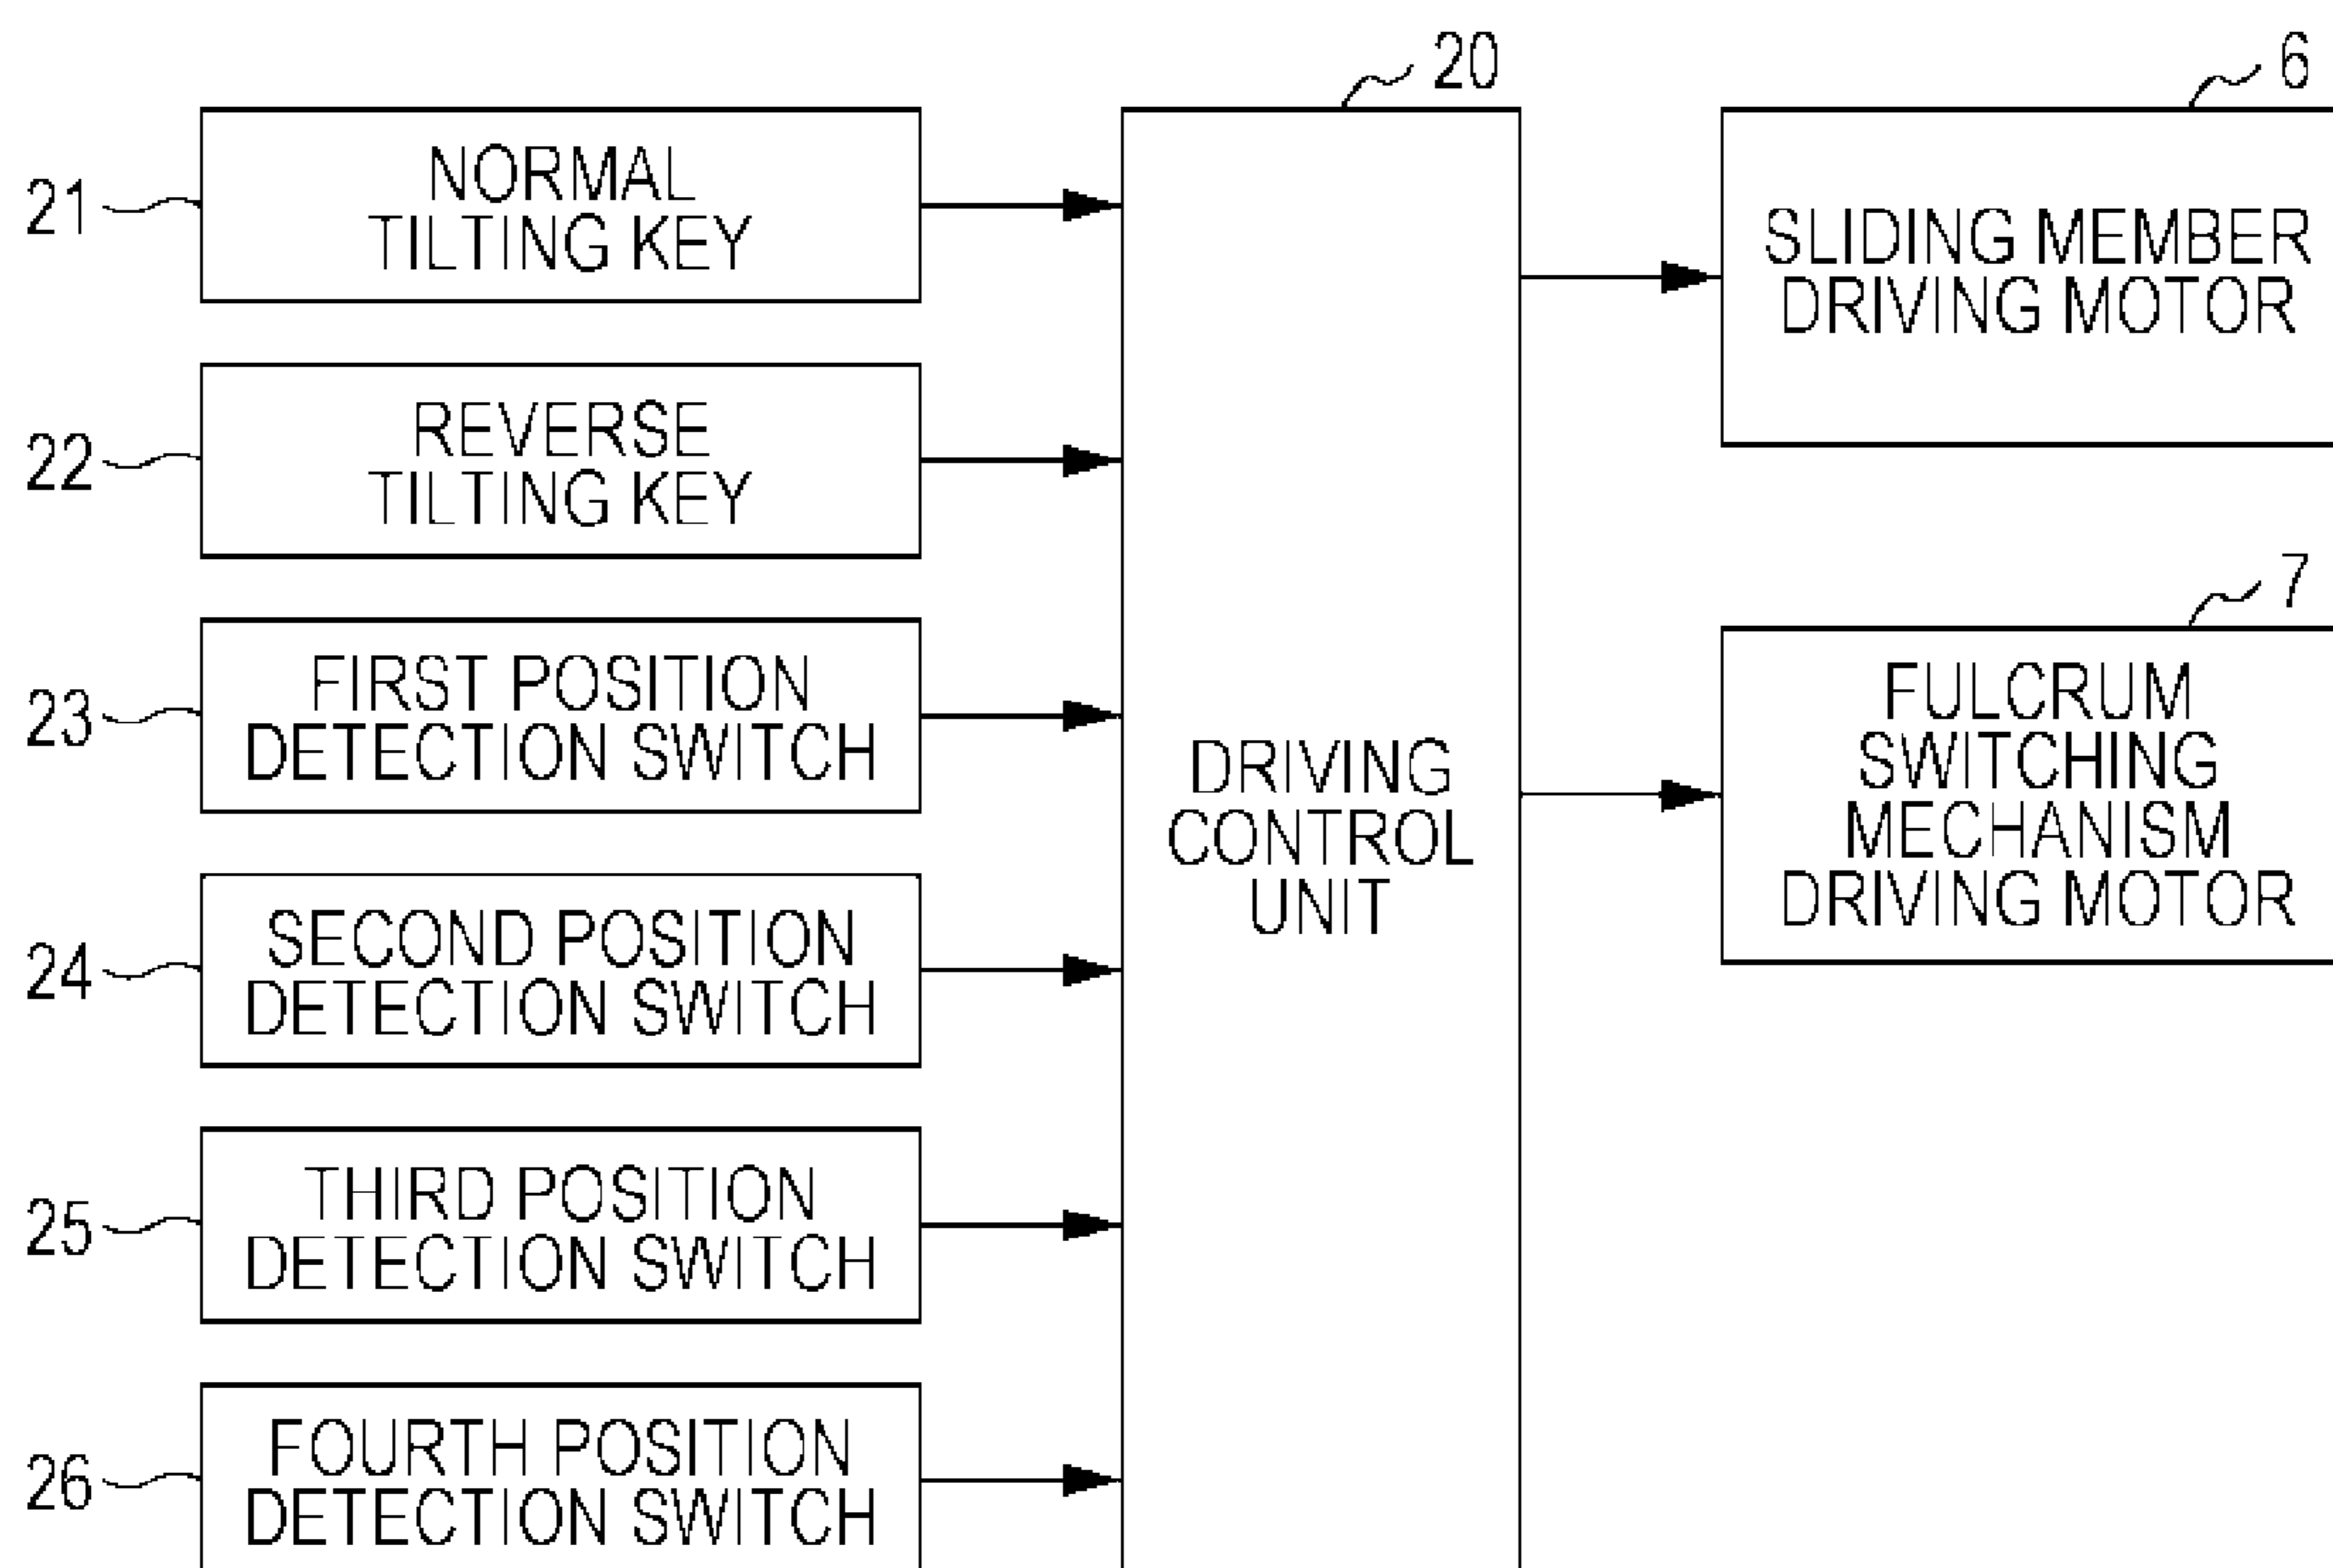 20
6
21
NORMAL
TILTING KEY
SLIDING MEMBER
DRIVING MOTOR
22
REVERSE
TILTING KEY
7
23
FIRST POSITION
DETECTION SWITCH
DRIVING
CONTROL
UNIT
FULCRUM
SWITCHING
MECHANISM
DRIVING MOTOR
24
SECOND POSITION
DETECTION SWITCH
25
THIRD POSITION
DETECTION SWITCH
26
FOURTH POSITION
DETECTION SWITCH